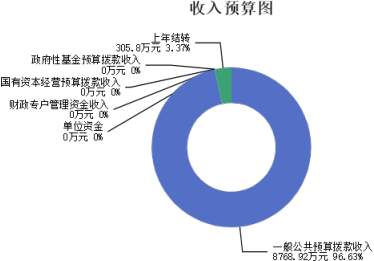 收入预算图
上年结转
305.8万元 3.37%
政府性基金预算拨款收入
0万元 0%
国有资本经营预算拨款收入
0万元 0%
财政专户管理资金收入
0万元 0%
单位资金
0万元 0%
一般公共预算拨款收入
8768.92万元 96.63%